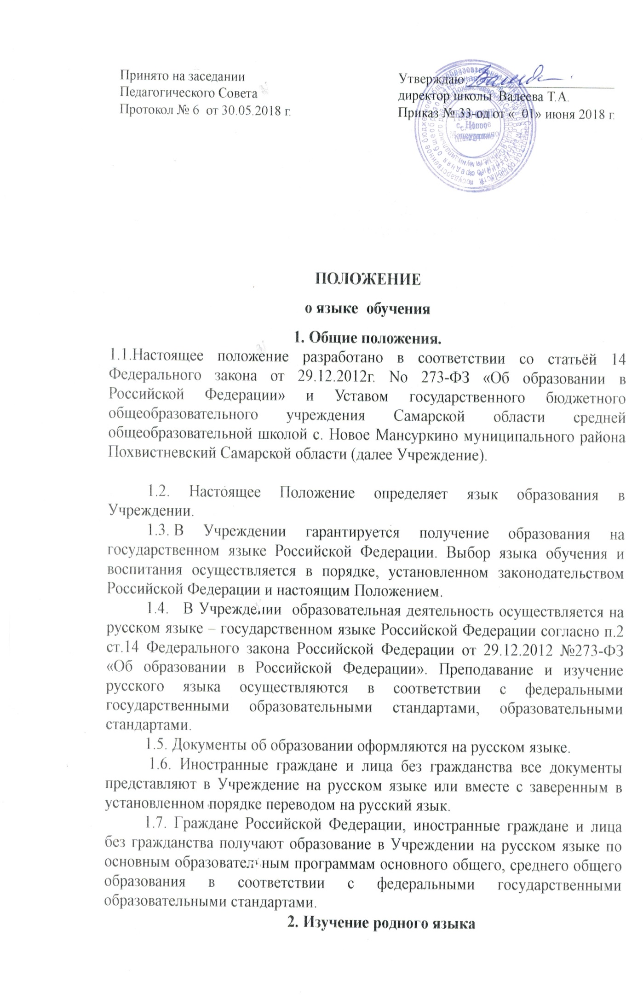 Принято на заседании
Педагогического Совета
Протокол № 6 от 30.05.2018 г.
Утверждаю
директор школы Валеева Т.А.
Приказ № 33-од от « 01» июня 2018 г.
ГБОУ СОШ
с. Новое
Мансуркино
ПОЛОЖЕНИЕ
о языке обучения
1. Общие положения.
1.1.Настоящее положение разработано в соответствии со статьёй 14
Федерального закона от 29.12.2012г. No 273-ФЗ «Об образовании в
Российской Федерации» и Уставом государственного бюджетного
общеобразовательного учреждения Самарской области средней
общеобразовательной школой с. Новое Мансуркино муниципального района
Похвистневский Самарской области (далее Учреждение).
1.2. Настоящее Положение определяет язык образования в
Учреждении.
1.3. В Учреждении гарантируется получение образования на
государственном языке Российской Федерации. Выбор языка обучения и
воспитания осуществляется в порядке, установленном законодательством
Российской Федерации и настоящим Положением.
1.4. В Учреждении образовательная деятельность осуществляется на
русском языке – государственном языке Российской Федерации согласно п.2
ст.14 Федерального закона Российской Федерации от 29.12.2012 №273-ФЗ
«Об образовании в Российской Федерации». Преподавание и изучение
русского языка осуществляются в соответствии с федеральными
государственными образовательными стандартами, образовательными
стандартами.
1.5. Документы об образовании оформляются на русском языке.
1.6. Иностранные граждане и лица без гражданства все документы
представляют в Учреждение на русском языке или вместе с заверенным в
установленном порядке переводом на русский язык.
1.7. Граждане Российской Федерации, иностранные граждане и лица
без гражданства получают образование в Учреждении на русском языке по
основным образовательным программам основного общего, среднего общего
образования в соответствии с федеральными государственными
образовательными стандартами.
2. Изучение родного языка